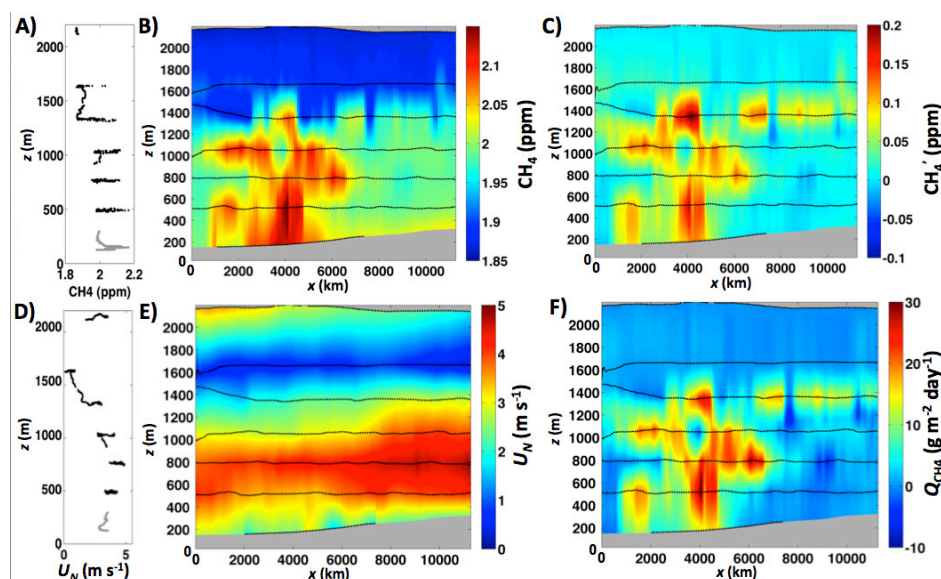 A)
2000
1500
1000
500
0
z (m)
1.8 2 2.2
CH4 (ppm)
B)
2000
1800
1600
1400
1200
1000
800
600
400
200
z (m)
0 2000 4000 6000 8000 10000
x (km)
2.1
2.05
2
1.95
1.9
1.85
CH4 (ppm)
C)
2000
1800
1600
1400
1200
1000
800
600
400
200
z (m)
0 2000 4000 6000 8000 10000
x (km)
0.2
0.15
0.1
0.05
0
-0.05
-0.1
CH4′ (ppm)
D)
2000
1500
1000
500
0
z (m)
0 5
UN (m s-1)
E)
2000
1800
1600
1400
1200
1000
800
600
400
200
z (m)
0 2000 4000 6000 8000 10000
x (km)
5
4
3
2
1
0
UN (m s-1)
F)
2000
1800
1600
1400
1200
1000
800
600
400
200
z (m)
0 2000 4000 6000 8000 10000
x (km)
30
20
10
0
-10
QCH4 (g m-2 day-1)